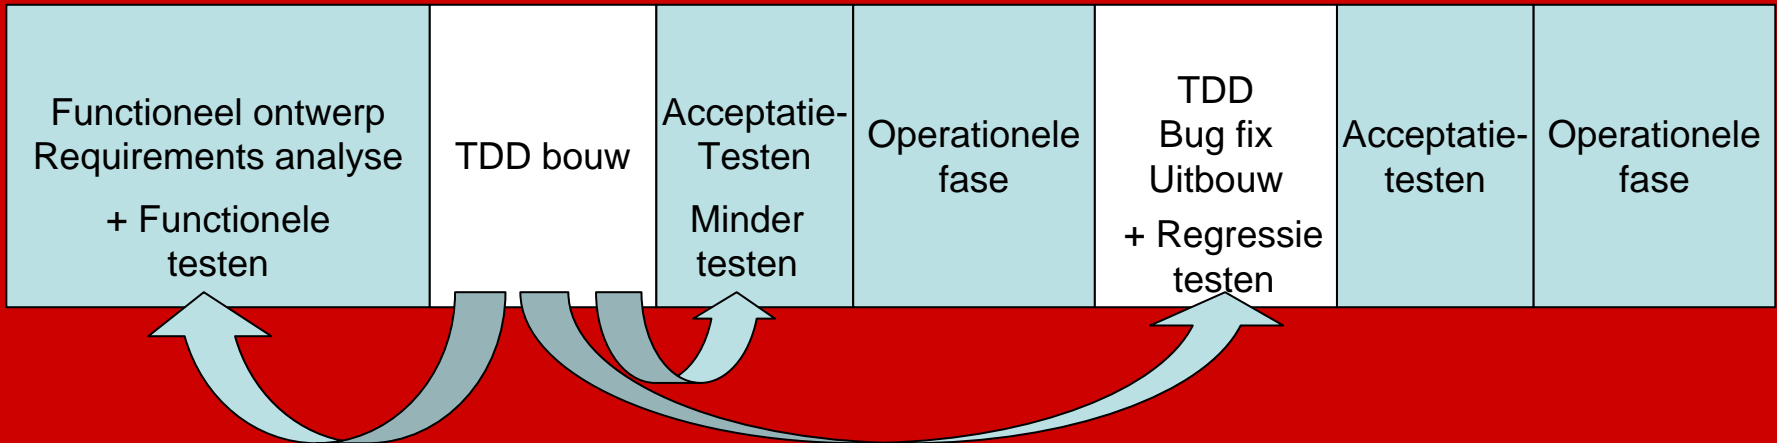 Functioneel ontwerp
Requirements analyse
+ Functionele
testen
TDD bouw
Acceptatie-
Testen
Minder
testen
Operationele
fase
TDD
Bug fix
Uitbouw
+ Regressie
testen
Acceptatie-
testen
Operationele
fase